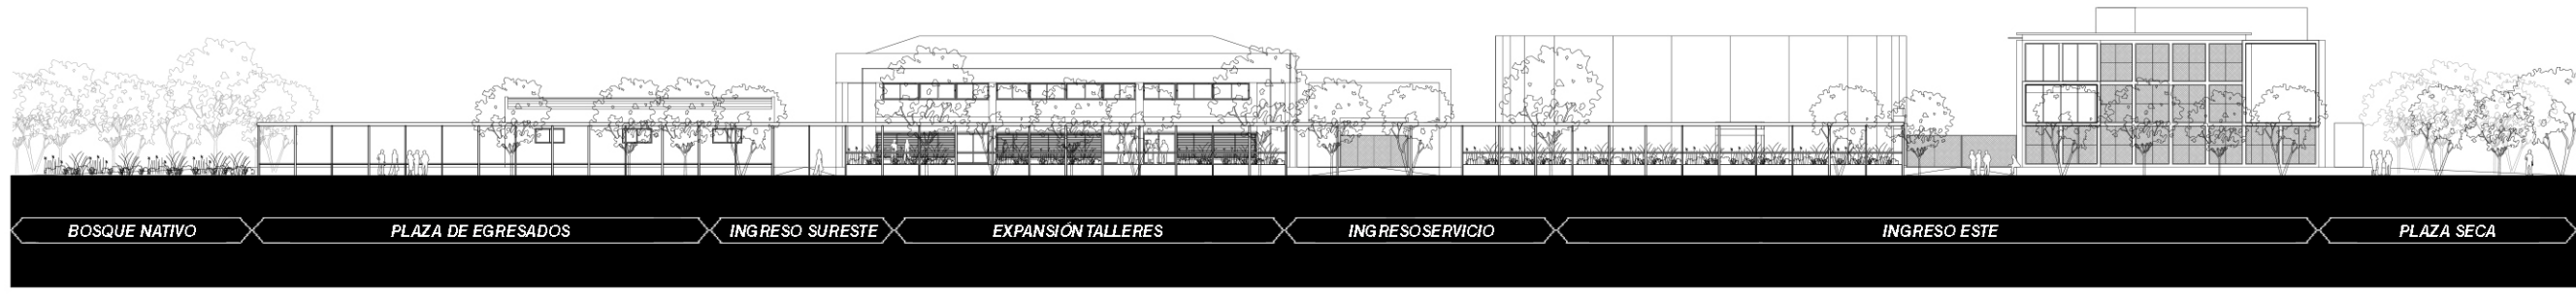 BOSQUE NATIVO
PLAZA DE EGRESADOS
INGRESO SURESTE
EXPANSIÓN TALLERES
INGRESOSERVICIO
INGRESO ESTE
PLAZA SECA